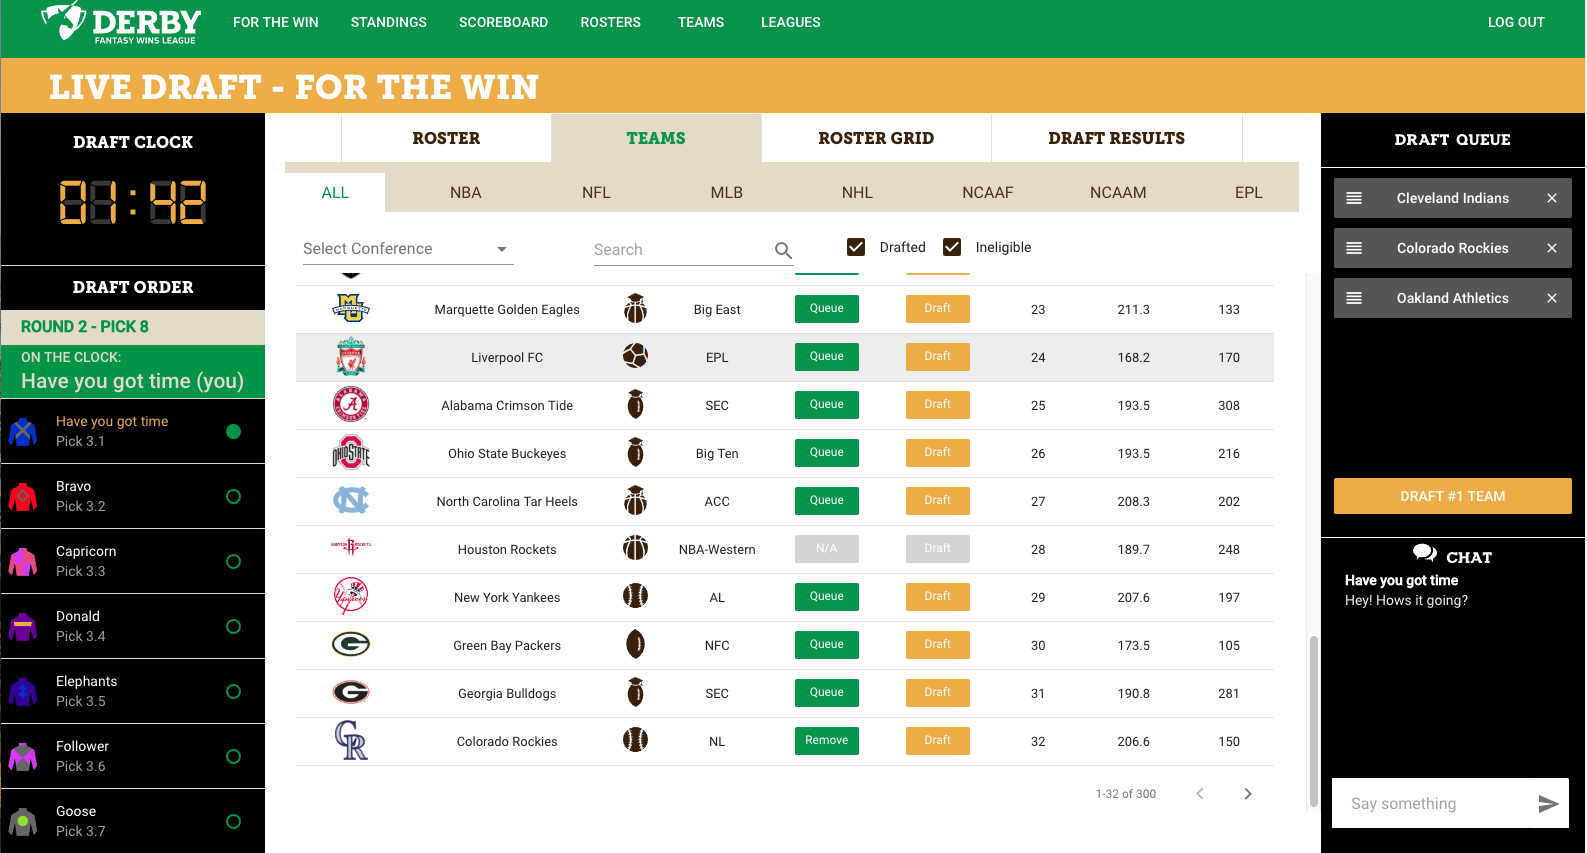 DERBY
FANTASY WINS LEAGUE
FOR THE WIN STANDINGS SCOREBOARD ROSTERS TEAMS LEAGUES LOG OUT
LIVE DRAFT - FOR THE WIN
DRAFT CLOCK
01:42
DRAFT ORDER
ROUND 2 - PICK 8
ON THE CLOCK:
Have you got time (you)
Have you got time
Pick 3.1
Bravo
Pick 3.2
Capricorn
Pick 3.3
Donald
Pick 3.4
Elephants
Pick 3.5
Follower
Pick 3.6
Goose
Pick 3.7
ROSTER TEAMS ROSTER GRID DRAFT RESULTS
ALL NBA NFL MLB NHL NCAAF NCAAM EPL
Select Conference Search Drafted Ineligible
Marquette Golden Eagles Big East Queue Draft 23 211.3 133
Liverpool FC EPL Queue Draft 24 168.2 170
Alabama Crimson Tide SEC Queue Draft 25 193.5 308
Ohio State Buckeyes Big Ten Queue Draft 26 193.5 216
North Carolina Tar Heels ACC Queue Draft 27 208.3 202
Houston Rockets NBA-Western N/A Draft 28 189.7 248
New York Yankees AL Queue Draft 29 207.6 197
Green Bay Packers NFC Queue Draft 30 173.5 105
Georgia Bulldogs SEC Queue Draft 31 190.8 281
Colorado Rockies NL Remove Draft 32 206.6 150
1-32 of 300
DRAFT QUEUE
Cleveland Indians
Colorado Rockies
Oakland Athletics
DRAFT #1 TEAM
CHAT
Have you got time
Hey! Hows it going?
Say something